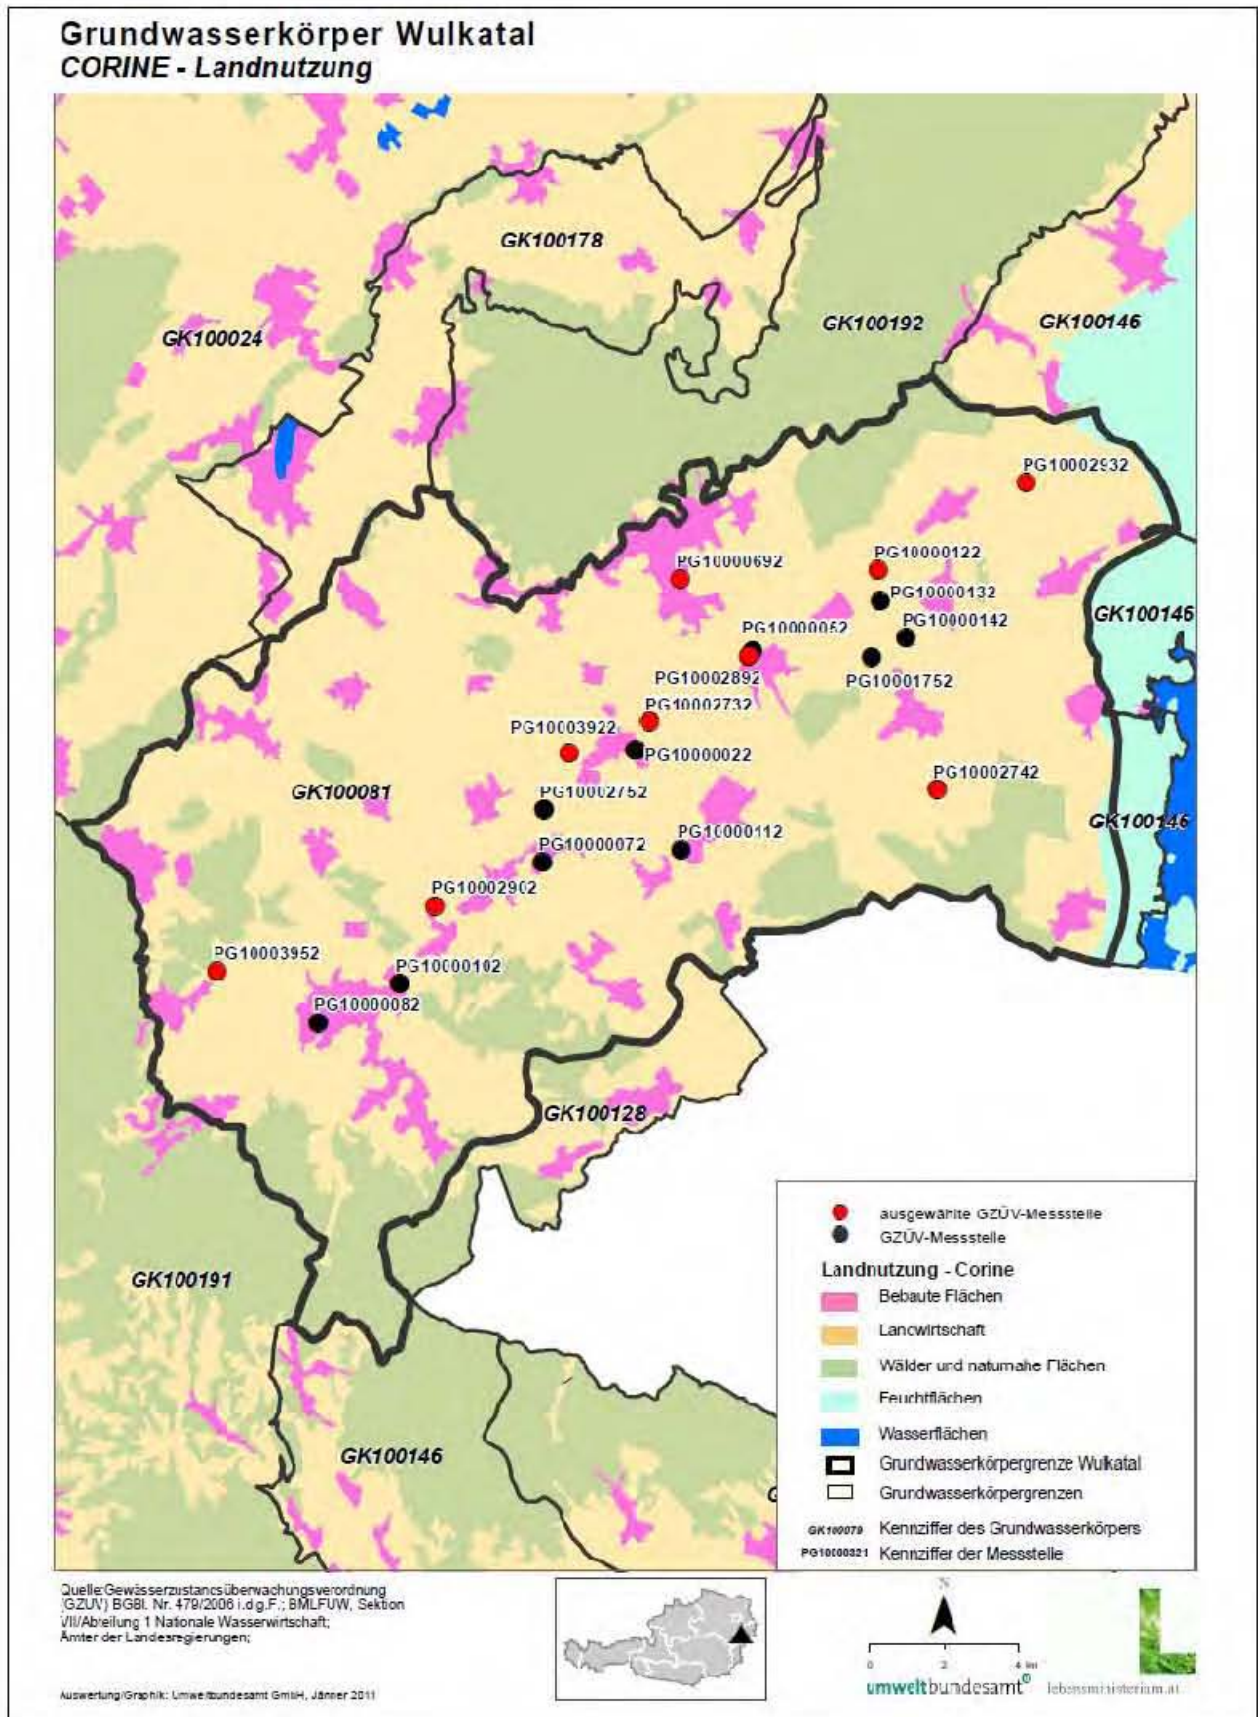 Grundwasserkörper Wulkatal
CORINE - Landnutzung
GK100178
GK100024
GK100192
GK100146
PG10002932
PG10000692
PG10000122
PG10000132
PG10000142
PG10000052
GK100146
PG10002892
PG10001752
PG10002732
PG10003922
PG10000022
PG10002742
GK100081
PG10002752
GK100146
PG10000112
PG10000072
PG10002902
PG10003952
PG10000102
PG10000082
GK100128
ausgewählte GZÜV-Messstelle
GZÜV-Messstelle
Landnutzung - Corine
Bebaute Flächen
Landwirtschaft
Wälder und naturnahe Flächen
Feuchtflächen
Wasserflächen
Grundwasserkörpergrenze Wulkatal
Grundwasserkörpergrenzen
GK100079 Kennziffer des Grundwasserkörpers
PG10000321 Kennziffer der Messstelle
GK100191
GK100146
G
Quelle:Gewässerzustandsüberwachungsverordnung
(GZÜV) BGBl. Nr. 479/2006 i.d.g.F.; BMLFUW, Sektion
VII/Abteilung 1 Nationale Wasserwirtschaft;
Ämter der Landesregierungen;
Auswertung/Graphik: Umweltbundesamt GmbH, Jänner 2011
N
0 2 4 km
umweltbundesamt
lebensministerium.at